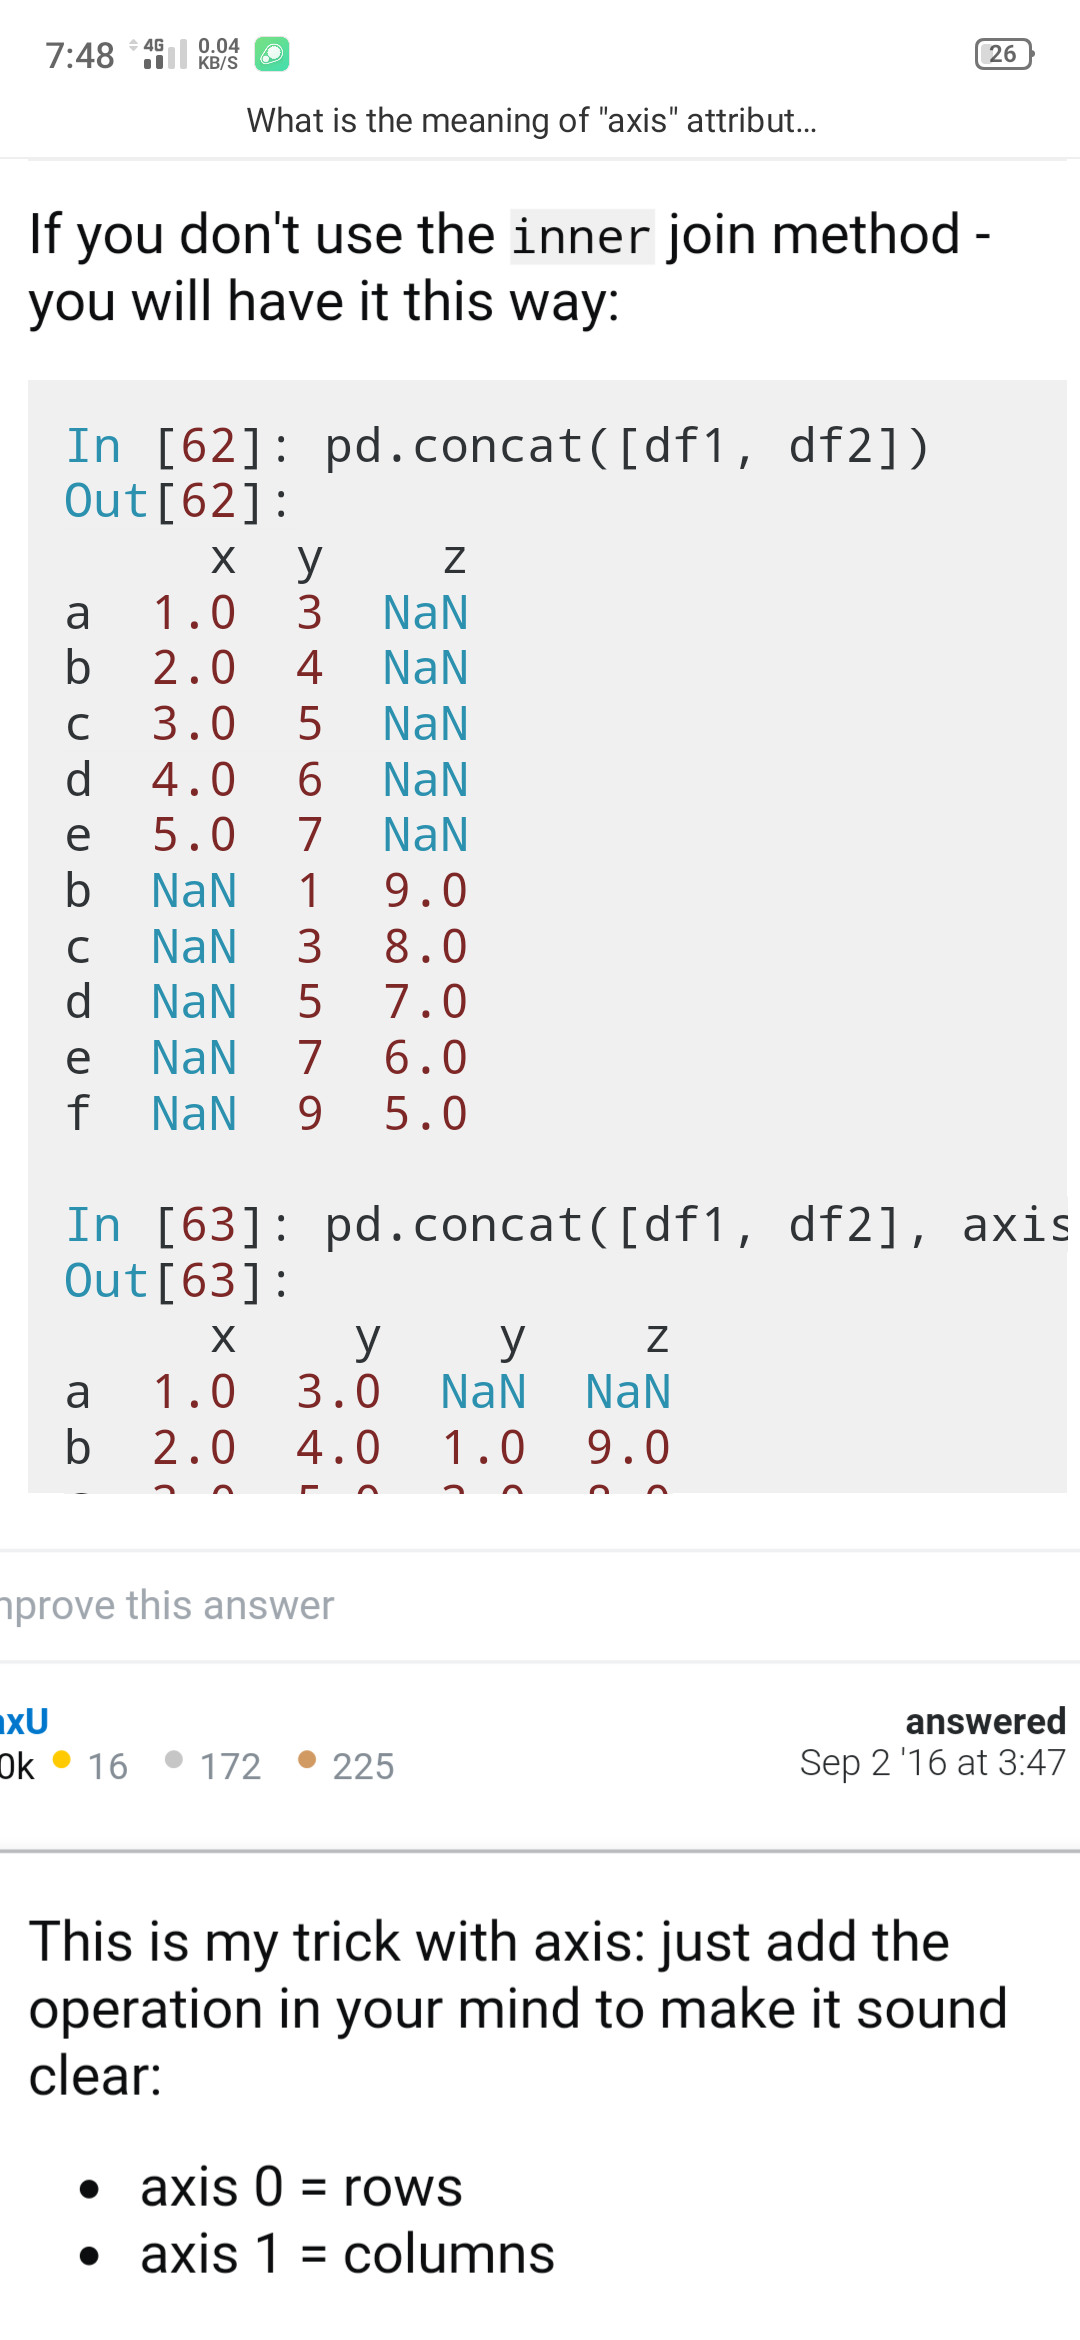 7:48 4G 0.04 KB/S 26
What is the meaning of "axis" attribut...
If you don't use the inner join method -
you will have it this way:
In [62]: pd.concat([df1, df2])
Out[62]:
x y z
a 1.0 3 NaN
b 2.0 4 NaN
c 3.0 5 NaN
d 4.0 6 NaN
e 5.0 7 NaN
b NaN 1 9.0
c NaN 3 8.0
d NaN 5 7.0
e NaN 7 6.0
f NaN 9 5.0
In [63]: pd.concat([df1, df2], axis
Out[63]:
x y y z
a 1.0 3.0 NaN NaN
b 2.0 4.0 1.0 9.0
prove this answer
xU answered
0k 16 172 225 Sep 2 '16 at 3:47
This is my trick with axis: just add the
operation in your mind to make it sound
clear:
• axis 0 = rows
• axis 1 = columns